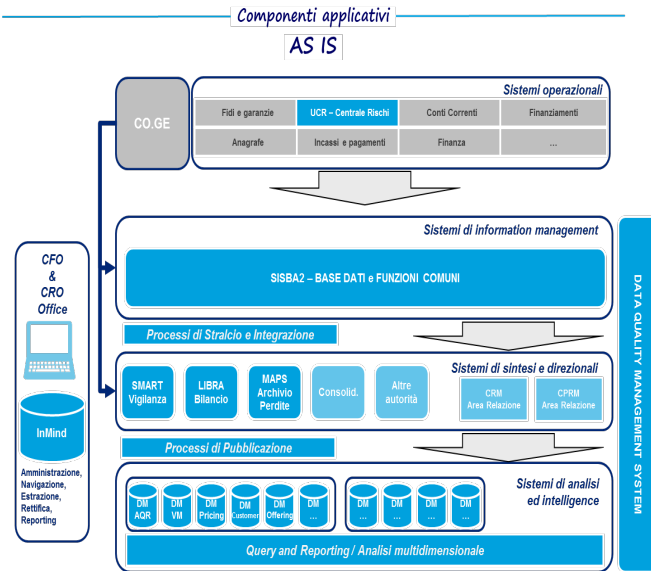 Componenti applicativi
AS IS
CO.GE
Sistemi operazionali
Fidi e garanzie
UCR – Centrale Rischi
Conti Correnti
Finanziamenti
Anagrafe
Incassi e pagamenti
Finanza
...
Sistemi di information management
SISBA2 – BASE DATI e FUNZIONI COMUNI
CFO
&
CRO
Office
InMind
Amministrazione,
Navigazione,
Estrazione,
Rettifica,
Reporting
Processi di Stralcio e Integrazione
Sistemi di sintesi e direzionali
SMART
Vigilanza
LIBRA
Bilancio
MAPS
Archivio
Perdite
Consolid.
Altre
autorità
CRM
Area Relazione
CPRM
Area Relazione
Processi di Pubblicazione
Sistemi di analisi
ed intelligence
DM
AQR
DM
VM
DM
Pricing
DM
Customer
DM
Offering
DM
...
DM
...
DM
...
DM
...
DM
...
Query and Reporting / Analisi multidimensionale
DATA QUALITY MANAGEMENT SYSTEM